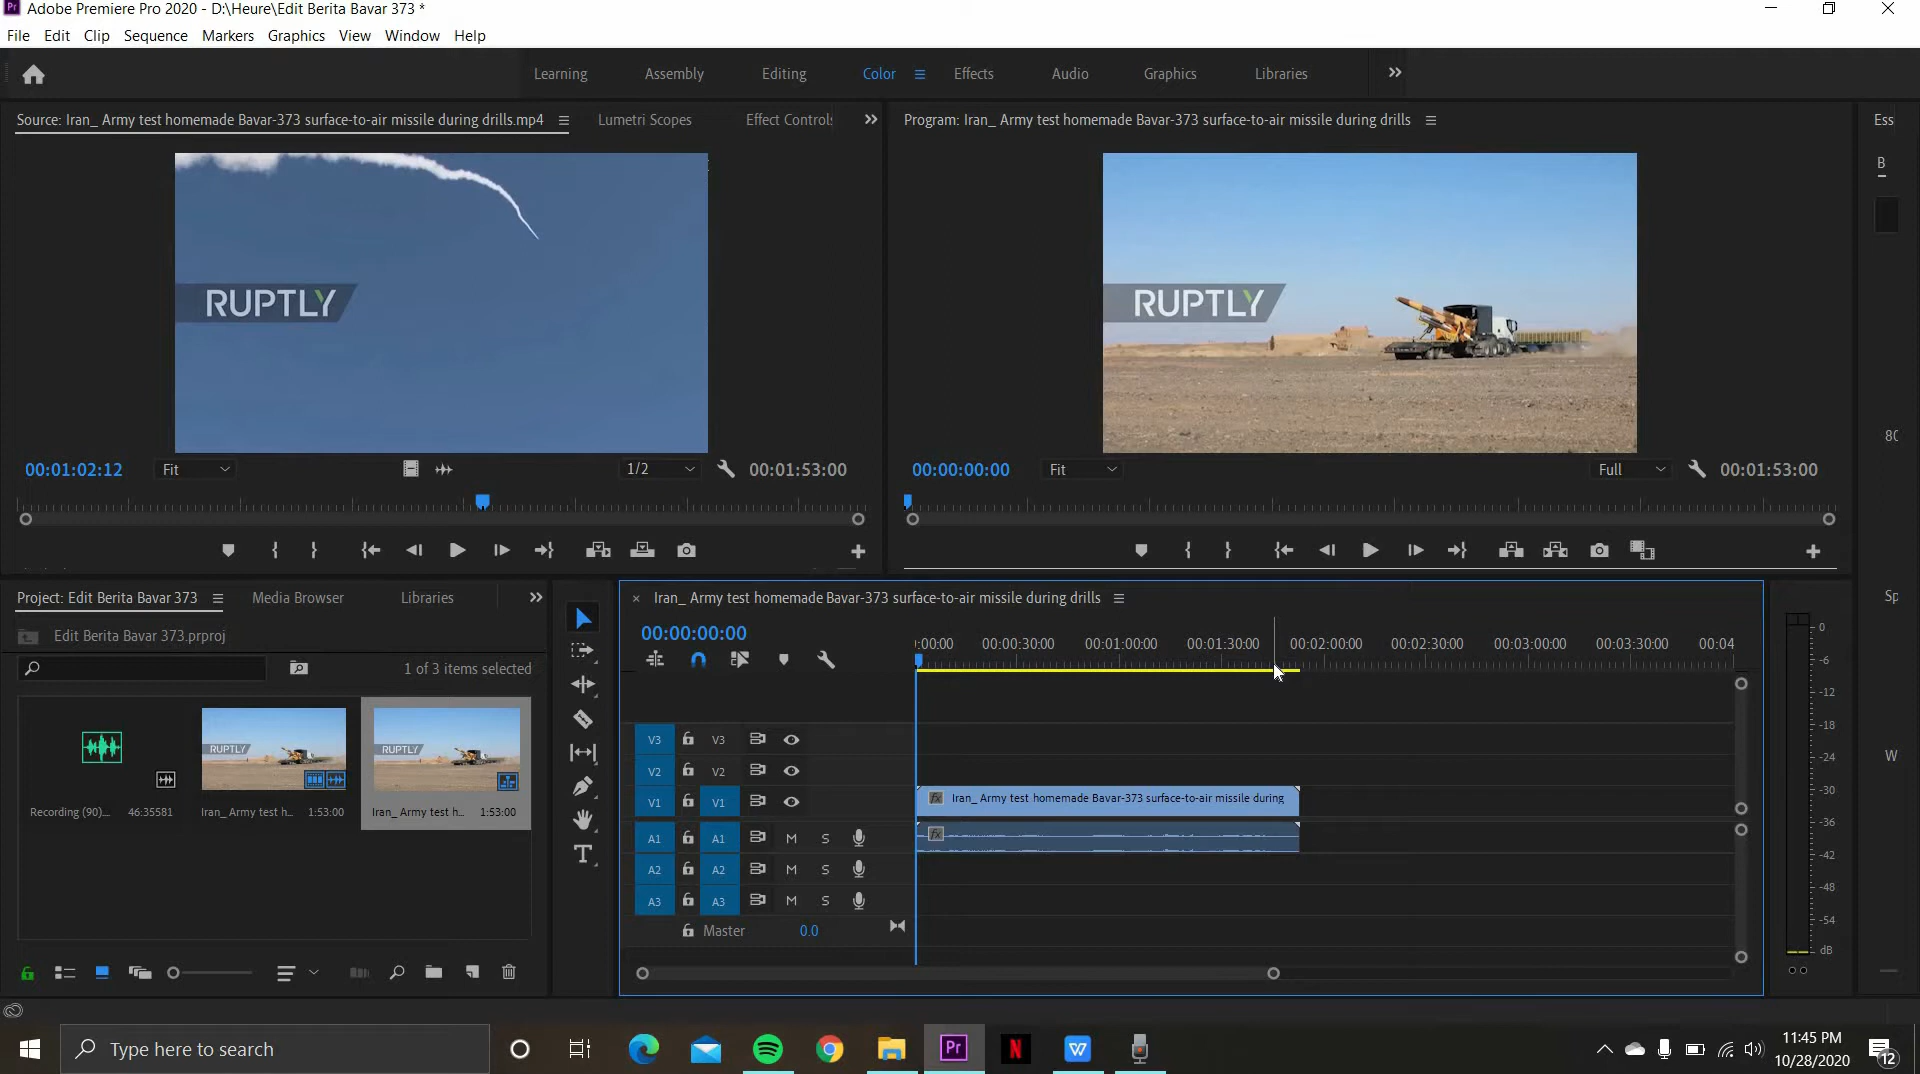 Adobe Premiere Pro 2020 - D:\Heure\Edit Berita Bavar 373 *
File Edit Clip Sequence Markers Graphics View Window Help
Learning Assembly Editing Color Effects Audio Graphics Libraries
Source: Iran_ Army test homemade Bavar-373 surface-to-air missile during drills.mp4 Lumetri Scopes Effect Controls
Program: Iran_ Army test homemade Bavar-373 surface-to-air missile during drills
Ess
B
RUPTLY
RUPTLY
80
00:01:02:12 Fit 1/2 00:01:53:00
00:00:00:00 Fit Full 00:01:53:00
Project: Edit Berita Bavar 373 Media Browser Libraries
Edit Berita Bavar 373.prproj
1 of 3 items selected
RUPTLY
RUPTLY
Recording (90)... 46:35581
Iran_ Army test h... 1:53:00
Iran_ Army test h... 1:53:00
× Iran_ Army test homemade Bavar-373 surface-to-air missile during drills
00:00:00:00
:00:00 00:00:30:00 00:01:00:00 00:01:30:00 00:02:00:00 00:02:30:00 00:03:00:00 00:03:30:00 00:04
V3 V3
V2 V2
V1 V1 fx Iran_ Army test homemade Bavar-373 surface-to-air missile during
A1 A1 M S fx
A2 A2 M S
A3 A3 M S
Master 0.0
Sp
W
0
-6
-12
-18
-24
-30
-36
-42
-48
-54
dB
Type here to search
Pr
N
W
11:45 PM
10/28/2020
12